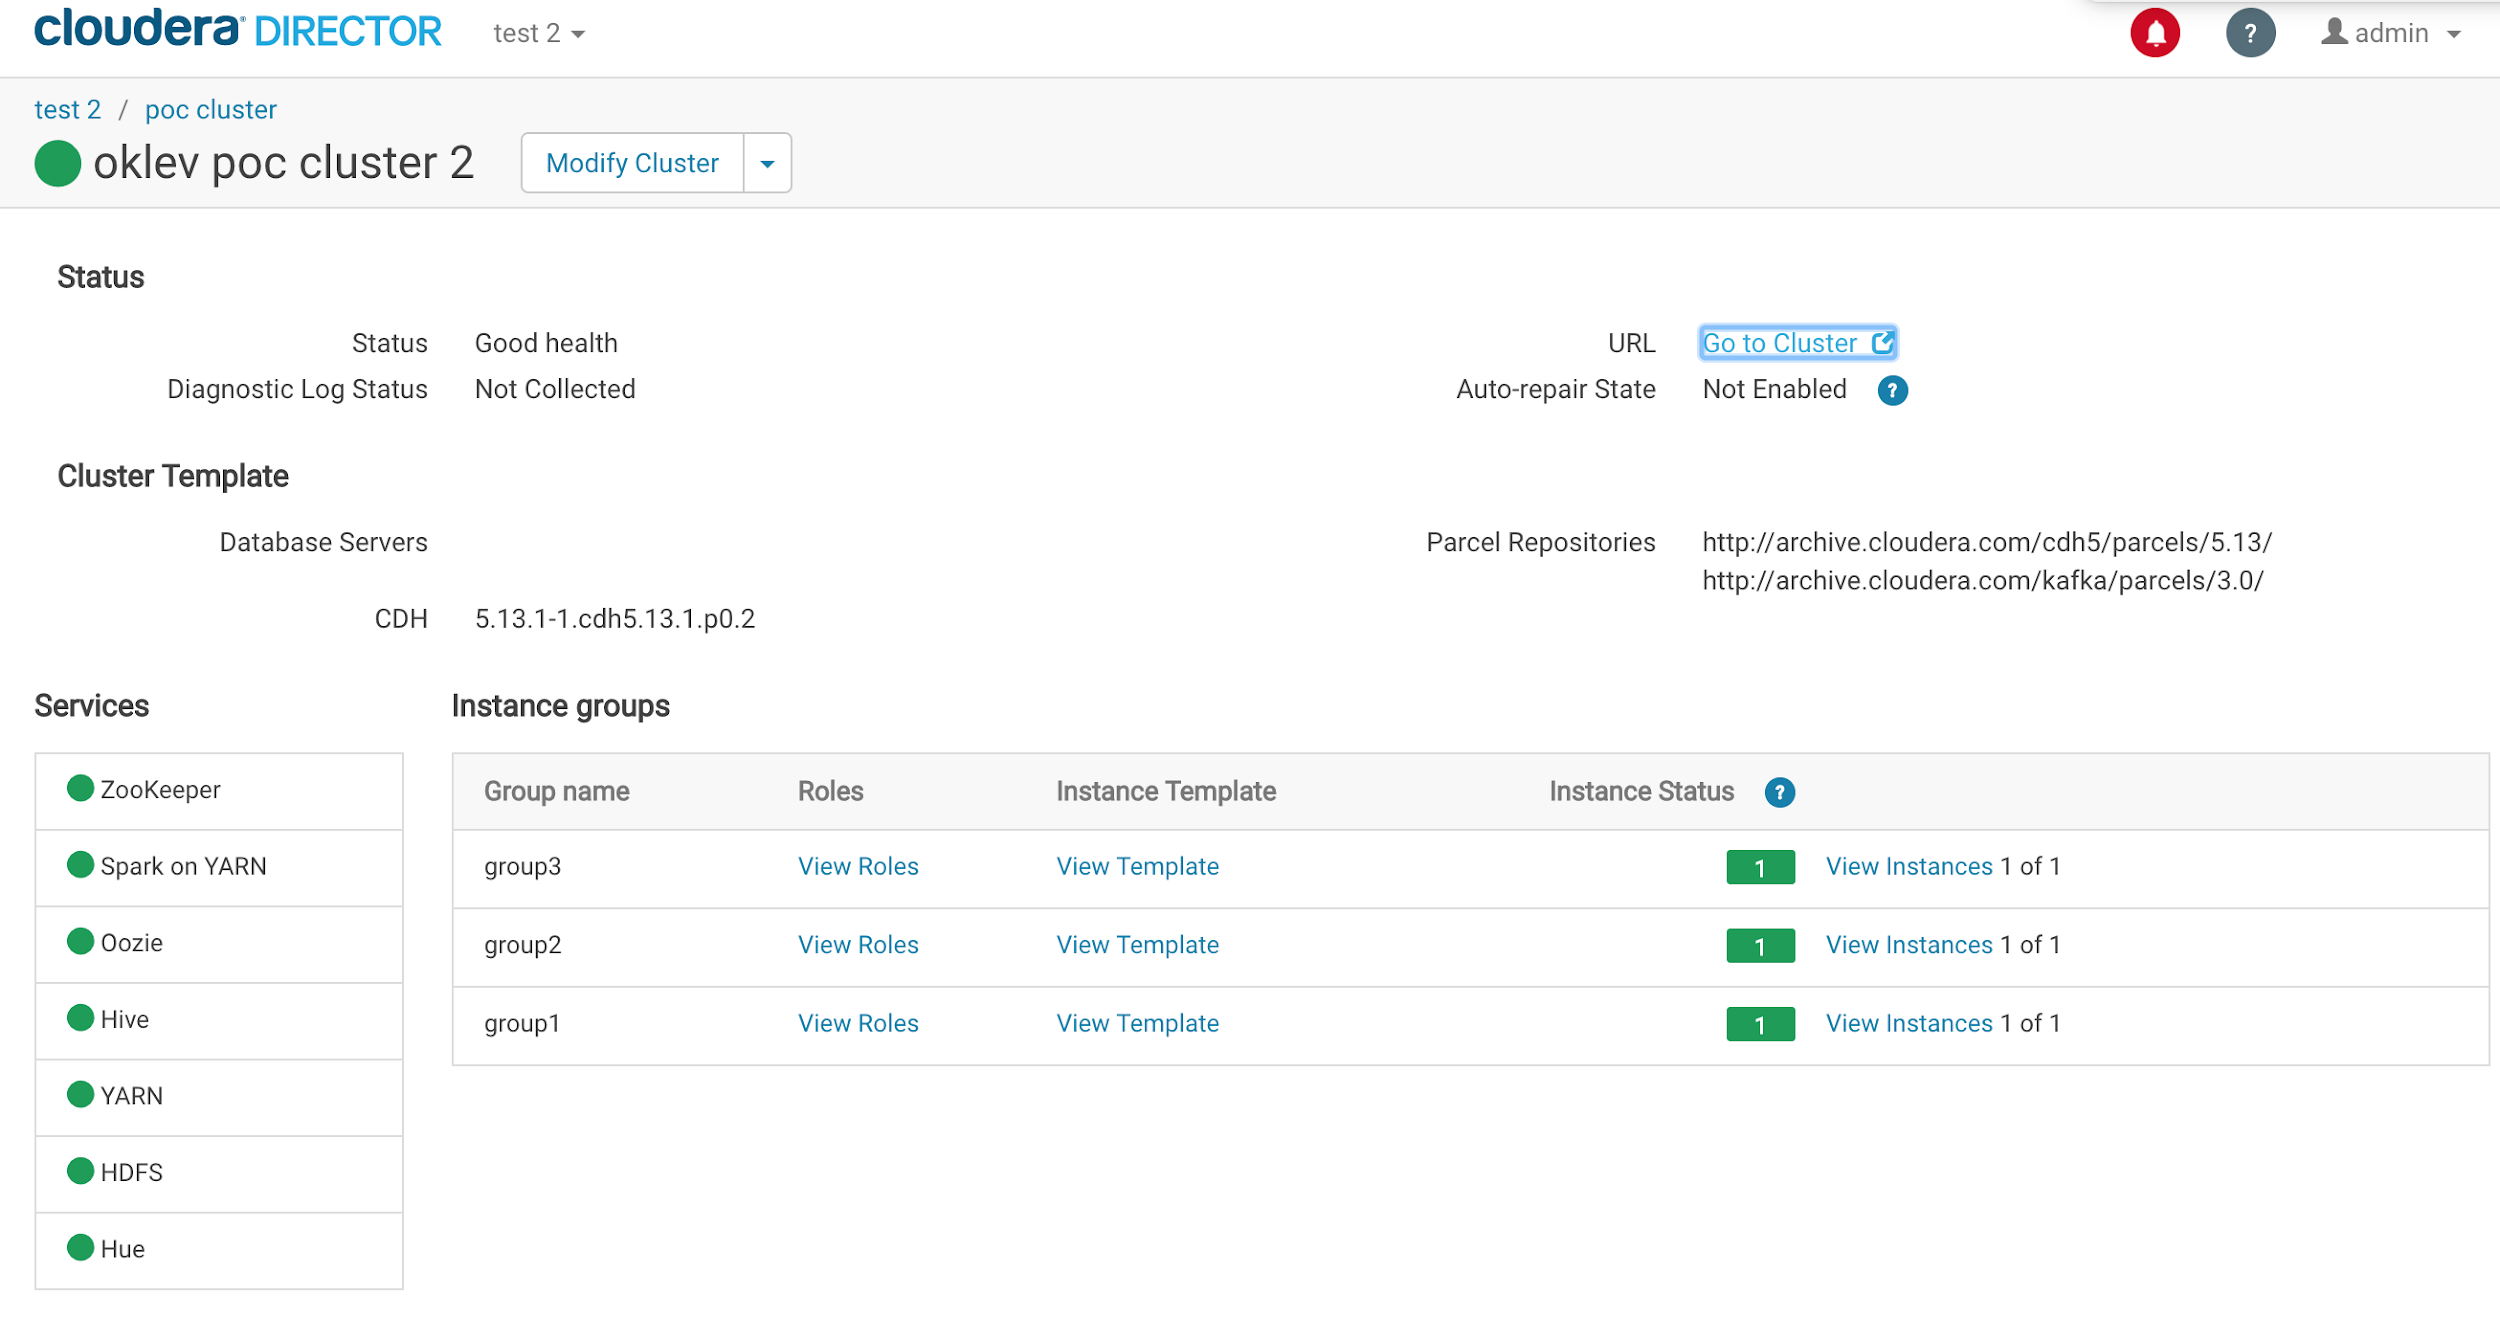 cloudera DIRECTOR test 2 ? admin
test 2 / poc cluster
oklev poc cluster 2 Modify Cluster
Status
Status Good health URL Go to Cluster
Diagnostic Log Status Not Collected Auto-repair State Not Enabled ?
Cluster Template
Database Servers Parcel Repositories http://archive.cloudera.com/cdh5/parcels/5.13/
http://archive.cloudera.com/kafka/parcels/3.0/
CDH 5.13.1-1.cdh5.13.1.p0.2
Services
ZooKeeper
Spark on YARN
Oozie
Hive
YARN
HDFS
Hue
Instance groups
Group name Roles Instance Template Instance Status ?
group3 View Roles View Template 1 View Instances 1 of 1
group2 View Roles View Template 1 View Instances 1 of 1
group1 View Roles View Template 1 View Instances 1 of 1